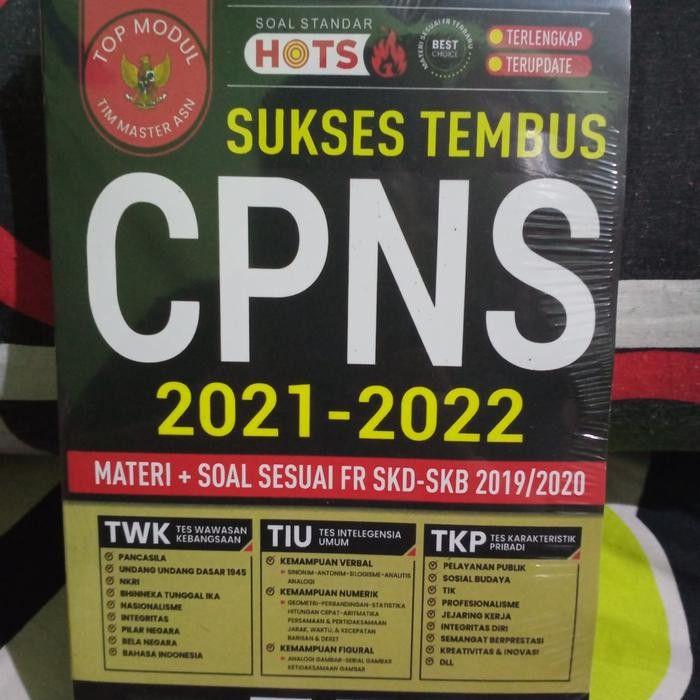 TOP MODUL
TIM MASTER ASN
SOAL STANDAR
HOTS
MATERI SESUAI FR TERBARU
BEST
CHOICE
TERLENGKAP
TERUPDATE
SUKSES TEMBUS
CPNS
2021-2022
MATERI + SOAL SESUAI FR SKD-SKB 2019/2020
TWK TES WAWASAN
KEBANGSAAN
PANCASILA
UNDANG UNDANG DASAR 1945
NKRI
BHINNEKA TUNGGAL IKA
NASIONALISME
INTEGRITAS
PILAR NEGARA
BELA NEGARA
BAHASA INDONESIA
TIU TES INTELEGENSIA
UMUM
KEMAMPUAN VERBAL
SINONIM-ANTONIM-SILOGISME-ANALITIS
ANALOGI
KEMAMPUAN NUMERIK
GEOMETRI-PERBANDINGAN-STATISTIKA
HITUNGAN CEPAT-ARITMATIKA
PERSAMAAN & PERTIDAKSAMAAN
JARAK, WAKTU, & KECEPATAN
BARISAN & DERET
KEMAMPUAN FIGURAL
ANALOGI GAMBAR-SERIAL GAMBAR
KETIDAKSAMAAN GAMBAR
TKP TES KARAKTERISTIK
PRIBADI
PELAYANAN PUBLIK
SOSIAL BUDAYA
TIK
PROFESIONALISME
JEJARING KERJA
INTEGRITAS DIRI
SEMANGAT BERPRESTASI
KREATIVITAS & INOVASI
DLL